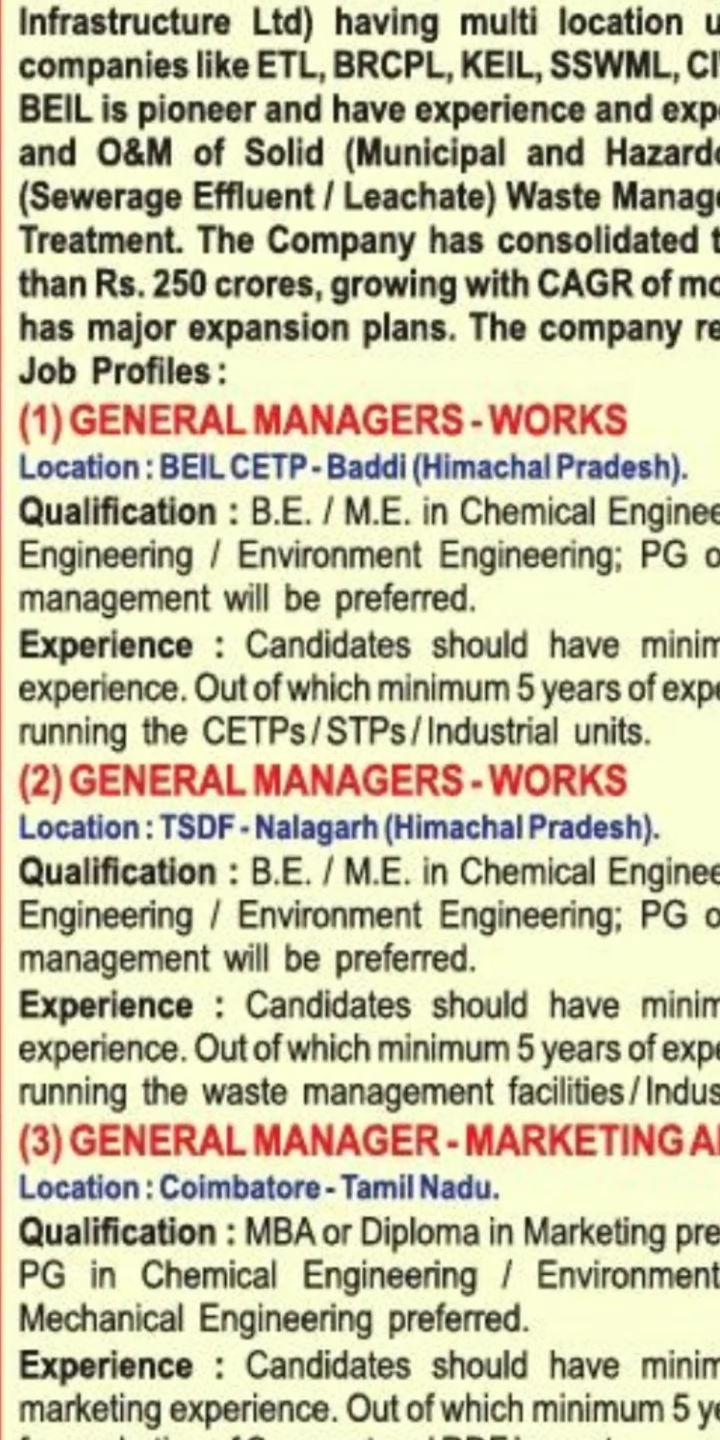 Infrastructure Ltd) having multi location u
companies like ETL, BRCPL, KEIL, SSWML, CI
BEIL is pioneer and have experience and exp
and O&M of Solid (Municipal and Hazard
(Sewerage Effluent / Leachate) Waste Manag
Treatment. The Company has consolidated t
than Rs. 250 crores, growing with CAGR of mo
has major expansion plans. The company re
Job Profiles :
(1) GENERAL MANAGERS - WORKS
Location : BEIL CETP - Baddi (Himachal Pradesh).
Qualification : B.E. / M.E. in Chemical Enginee
Engineering / Environment Engineering; PG o
management will be preferred.
Experience : Candidates should have minim
experience. Out of which minimum 5 years of expe
running the CETPs / STPs / Industrial units.
(2) GENERAL MANAGERS - WORKS
Location : TSDF - Nalagarh (Himachal Pradesh).
Qualification : B.E. / M.E. in Chemical Enginee
Engineering / Environment Engineering; PG o
management will be preferred.
Experience : Candidates should have minim
experience. Out of which minimum 5 years of expe
running the waste management facilities / Indus
(3) GENERAL MANAGER - MARKETING A
Location : Coimbatore - Tamil Nadu.
Qualification : MBA or Diploma in Marketing pre
PG in Chemical Engineering / Environment
Mechanical Engineering preferred.
Experience : Candidates should have minim
marketing experience. Out of which minimum 5 ye